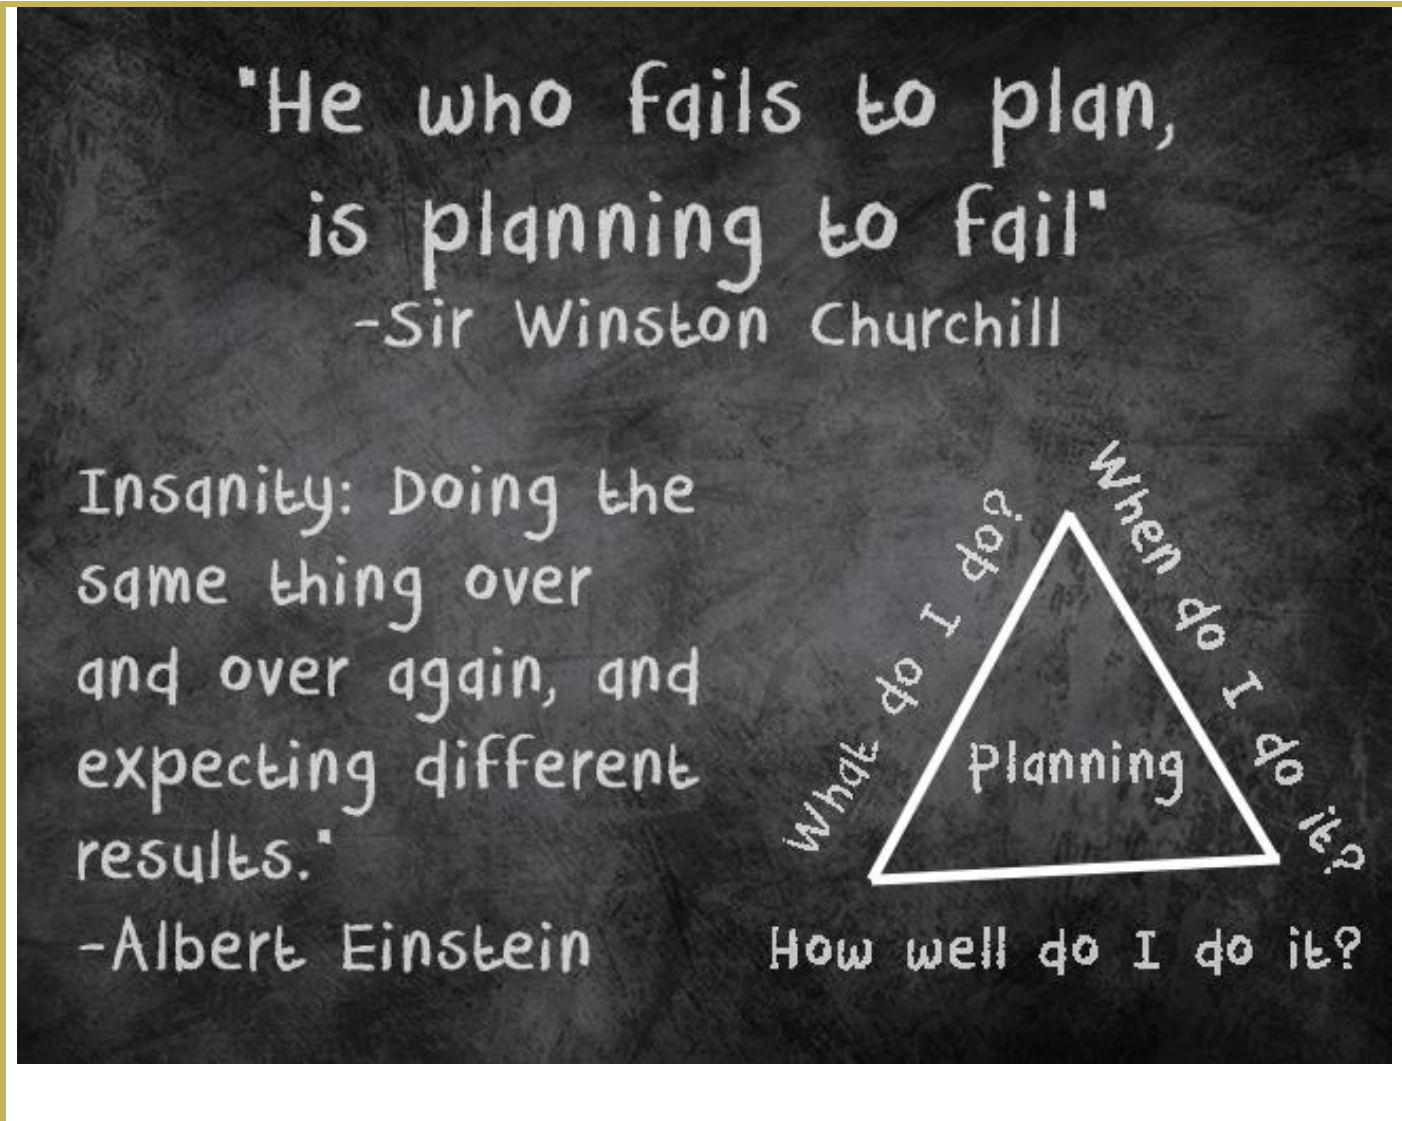 "He who fails to plan,
is planning to fail"
-Sir Winston Churchill
Insanity: Doing the
same thing over
and over again, and
expecting different
results."
-Albert Einstein
What do I do?
When do I do it?
Planning
How well do I do it?